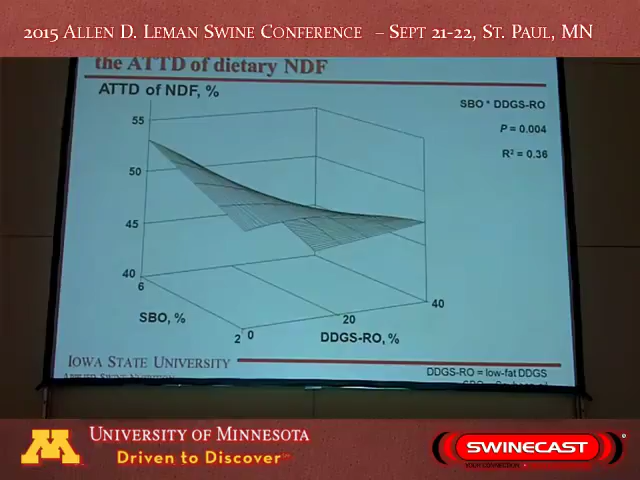 2015 Allen D. Leman Swine Conference – Sept 21-22, St. Paul, MN
the ATTD of dietary NDF
ATTD of NDF, %
SBO * DDGS-RO
P = 0.004
R² = 0.36
55
50
45
40
6
SBO, %
2
0
20
40
DDGS-RO, %
Iowa State University
DDGS-RO = low-fat DDGS
M
University of Minnesota
Driven to Discover
SWINECAST